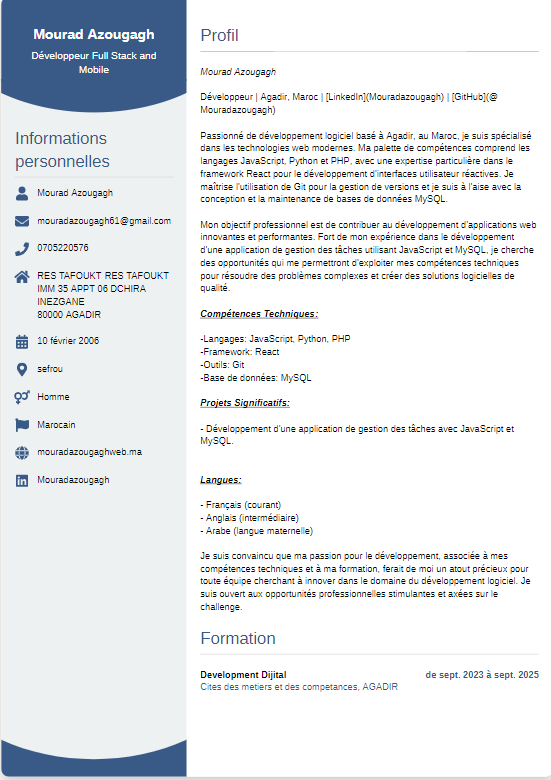 Mourad Azougagh
Développeur Full Stack and
Mobile
Informations
personnelles
Mourad Azougagh
mouradazougagh61@gmail.com
0705220576
RES TAFOUKT RES TAFOUKT
IMM 35 APPT 06 DCHIRA
INEZGANE
80000 AGADIR
10 février 2006
sefrou
Homme
Marocain
mouradazougaghweb.ma
Mouradazougagh
Profil
Mourad Azougagh
Développeur | Agadir, Maroc | [LinkedIn](Mouradazougagh) | [GitHub](@
Mouradazougagh)
Passionné de développement logiciel basé à Agadir, au Maroc, je suis spécialisé
dans les technologies web modernes. Ma palette de compétences comprend les
langages JavaScript, Python et PHP, avec une expertise particulière dans le
framework React pour le développement d'interfaces utilisateur réactives. Je
maîtrise l'utilisation de Git pour la gestion de versions et je suis à l'aise avec la
conception et la maintenance de bases de données MySQL.
Mon objectif professionnel est de contribuer au développement d'applications web
innovantes et performantes. Fort de mon expérience dans le développement
d'une application de gestion des tâches utilisant JavaScript et MySQL, je cherche
des opportunités qui me permettront d'exploiter mes compétences techniques
pour résoudre des problèmes complexes et créer des solutions logicielles de
qualité.
Compétences Techniques:
-Langages: JavaScript, Python, PHP
-Framework: React
-Outils: Git
-Base de données: MySQL
Projets Significatifs:
- Développement d'une application de gestion des tâches avec JavaScript et
MySQL.
Langues:
- Français (courant)
- Anglais (intermédiaire)
- Arabe (langue maternelle)
Je suis convaincu que ma passion pour le développement, associée à mes
compétences techniques et à ma formation, ferait de moi un atout précieux pour
toute équipe cherchant à innover dans le domaine du développement logiciel. Je
suis ouvert aux opportunités professionnelles stimulantes et axées sur le
challenge.
Formation
Development Dijital de sept. 2023 à sept. 2025
Cites des metiers et des competances, AGADIR